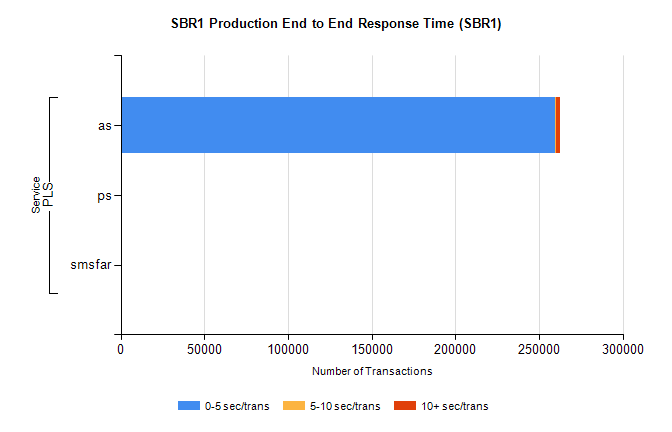 SBR1 Production End to End Response Time (SBR1)
Service
PLS
as
ps
smsfar
0 50000 100000 150000 200000 250000 300000
Number of Transactions
0-5 sec/trans 5-10 sec/trans 10+ sec/trans